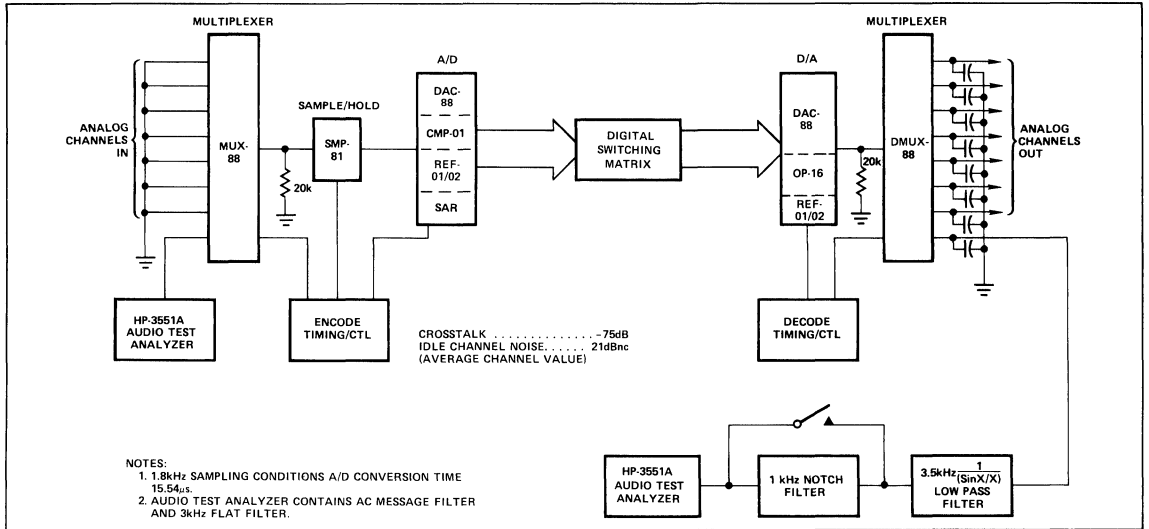 MULTIPLEXER
MULTIPLEXER
A/D
D/A
DAC-
88
DAC-
88
SAMPLE/HOLD
ANALOG
CHANNELS
IN
MUX-
88
SMP-
81
CMP-01
REF-
01/02
SAR
20k
DIGITAL
SWITCHING
MATRIX
OP-16
REF-
01/02
20k
DMUX-
88
ANALOG
CHANNELS
OUT
HP-3551A
AUDIO TEST
ANALYZER
ENCODE
TIMING/CTL
CROSSTALK . . . . . . . . . . . . . . -75dB
IDLE CHANNEL NOISE. . . . . . 21dBnc
(AVERAGE CHANNEL VALUE)
DECODE
TIMING/CTL
NOTES:
1. 1.8kHz SAMPLING CONDITIONS A/D CONVERSION TIME
15.54µs.
2. AUDIO TEST ANALYZER CONTAINS AC MESSAGE FILTER
AND 3kHz FLAT FILTER.
HP-3551A
AUDIO TEST
ANALYZER
1 kHz NOTCH
FILTER
3.5kHz 1/(SinX/X)
LOW PASS
FILTER